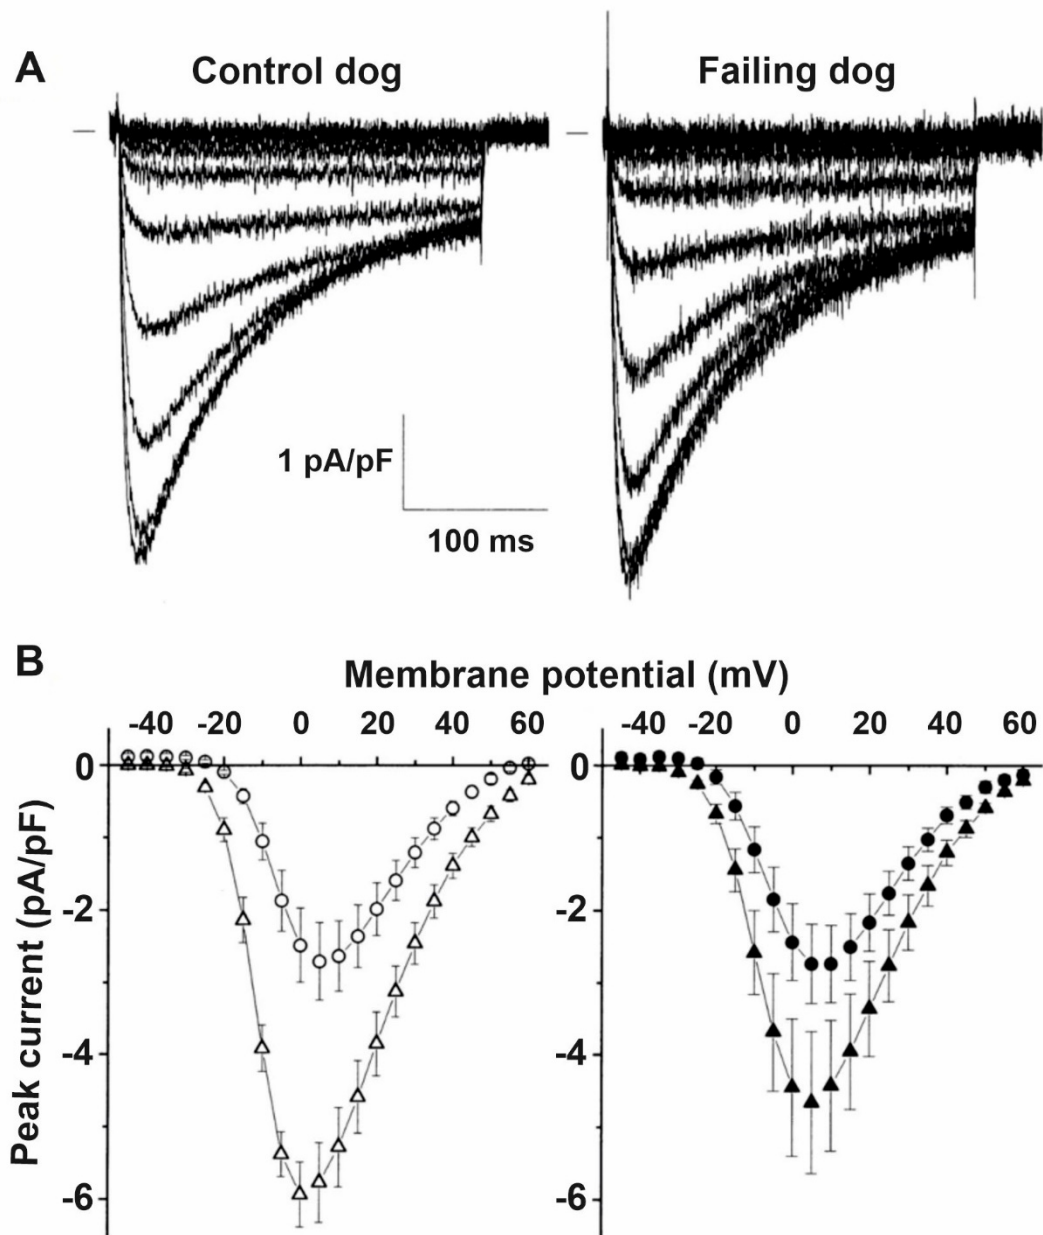 A
Control dog
Failing dog
1 pA/pF
100 ms
B
Membrane potential (mV)
-40 -20 0 20 40 60
-40 -20 0 20 40 60
0
-2
-4
-6
0
-2
-4
-6
Peak current (pA/pF)